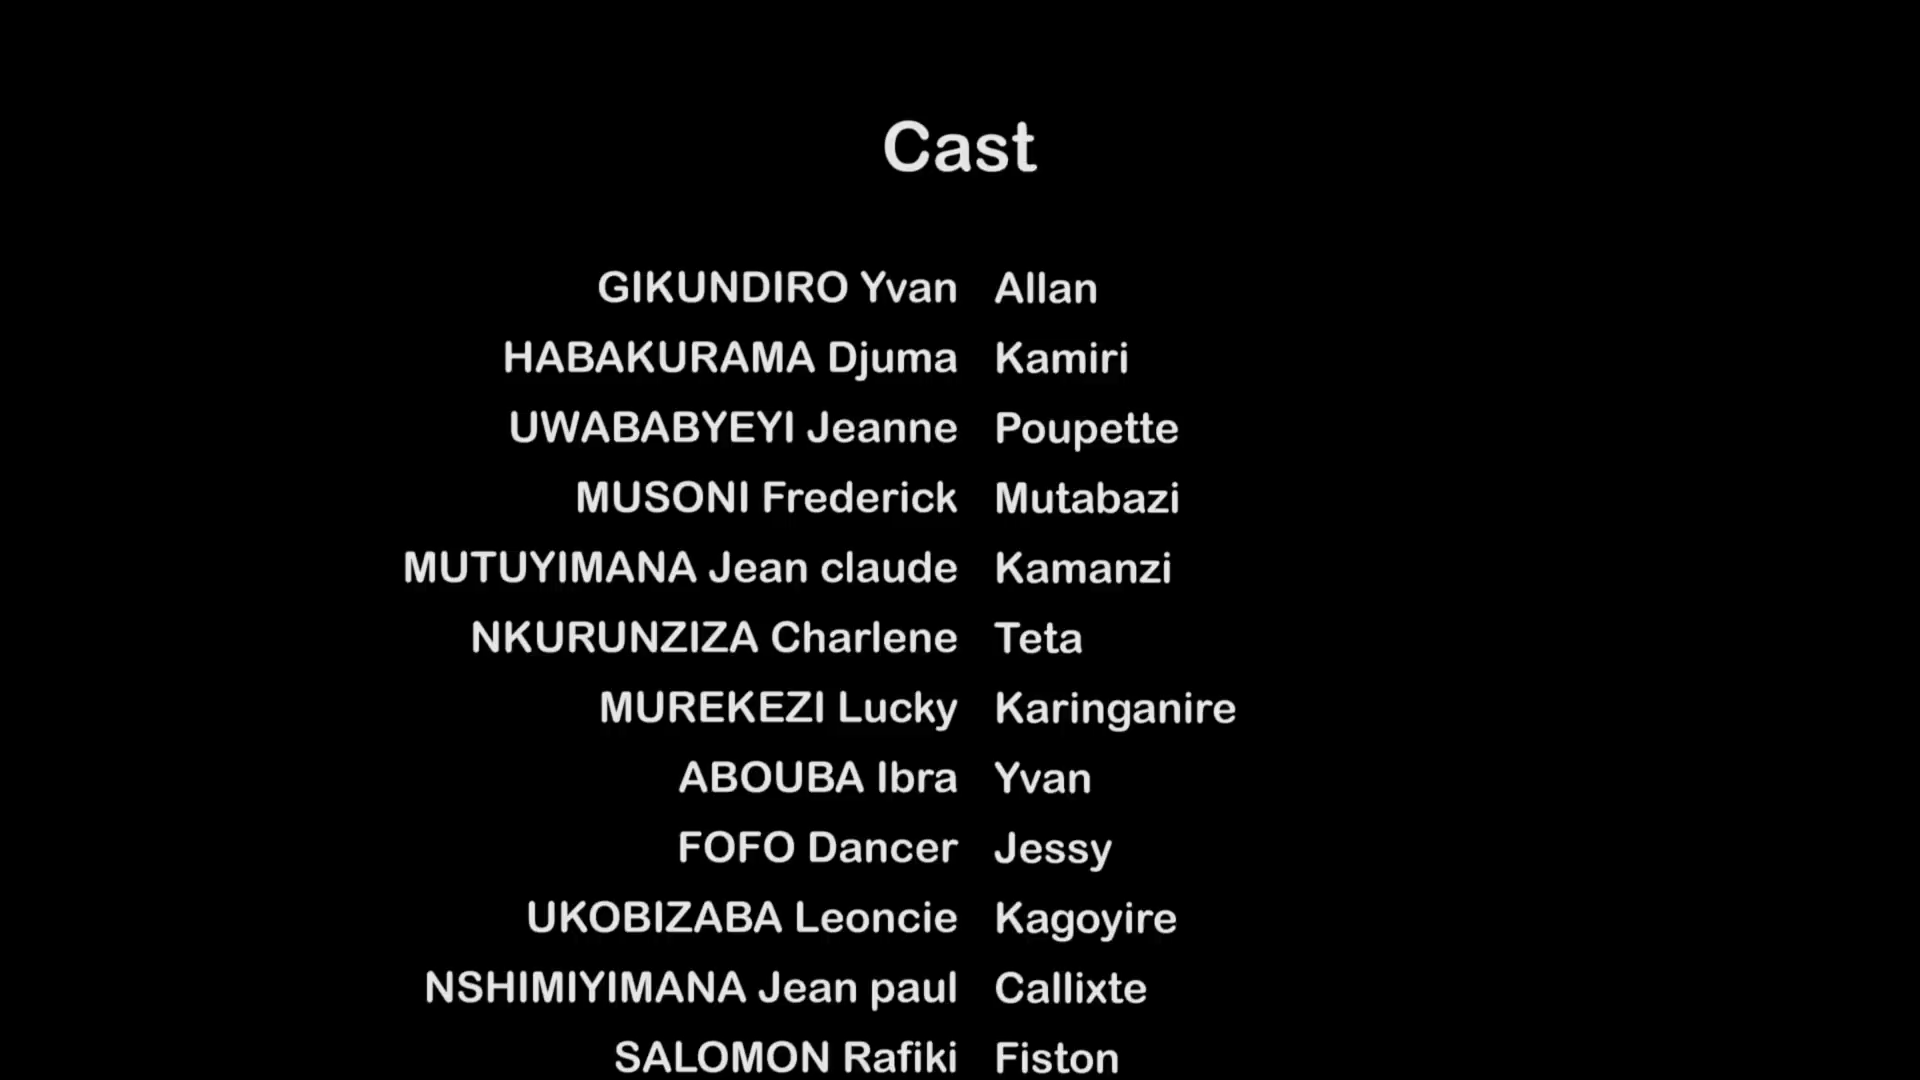 Cast
GIKUNDIRO Yvan Allan
HABAKURAMA Djuma Kamiri
UWABABYEYI Jeanne Poupette
MUSONI Frederick Mutabazi
MUTUYIMANA Jean claude Kamanzi
NKURUNZIZA Charlene Teta
MUREKEZI Lucky Karinganire
ABOUBA Ibra Yvan
FOFO Dancer Jessy
UKOBIZABA Leoncie Kagoyire
NSHIMIYIMANA Jean paul Callixte
SALOMON Rafiki Fiston